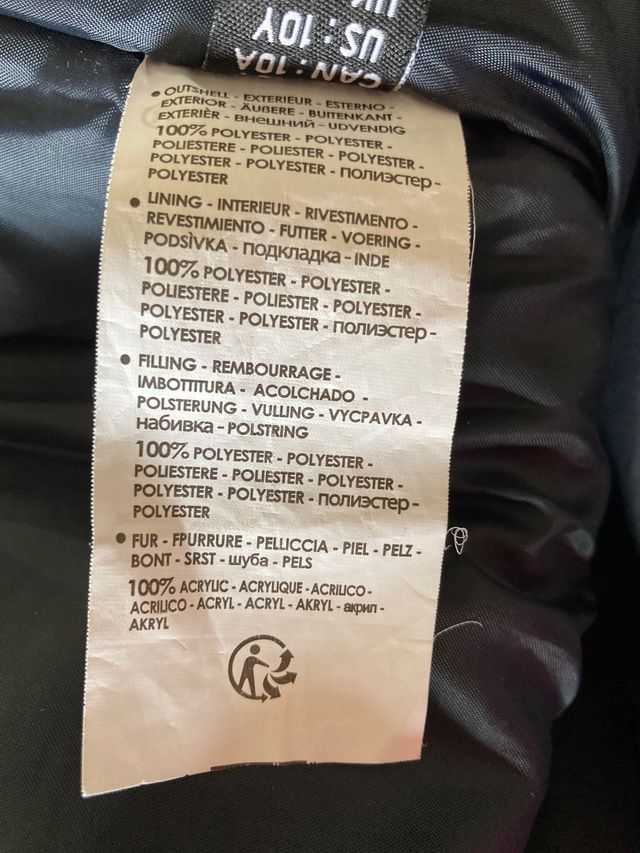 CAN : 10A
US : 10Y
UK
• OUTSHELL - EXTERIEUR - ESTERNO -
EXTERIOR - ÄUBERE - BUITENKANT -
EXTERIÈR - внешний - UDVENDIG
100% POLYESTER - POLYESTER -
POLIESTERE - POLIESTER - POLYESTER -
POLYESTER - POLYESTER - полиэстер -
POLYESTER
• LINING - INTERIEUR - RIVESTIMENTO -
REVESTIMIENTO - FUTTER - VOERING -
PODSÌVKA - подкладка - INDE
100% POLYESTER - POLYESTER -
POLIESTERE - POLIESTER - POLYESTER -
POLYESTER - POLYESTER - полиэстер -
POLYESTER
• FILLING - REMBOURRAGE -
IMBOTTITURA - ACOLCHADO -
POLSTERUNG - VULLING - VYCPAVKA -
набивка - POLSTRING
100% POLYESTER - POLYESTER -
POLIESTERE - POLIESTER - POLYESTER -
POLYESTER - POLYESTER - полиэстер -
POLYESTER
• FUR - FPURRURE - PELLICCIA - PIEL - PELZ -
BONT - SRST - шуба - PELS
100% ACRYLIC - ACRYLIQUE - ACRILICO -
ACRILICO - ACRYL - ACRYL - AKRYL - акрил -
AKRYL